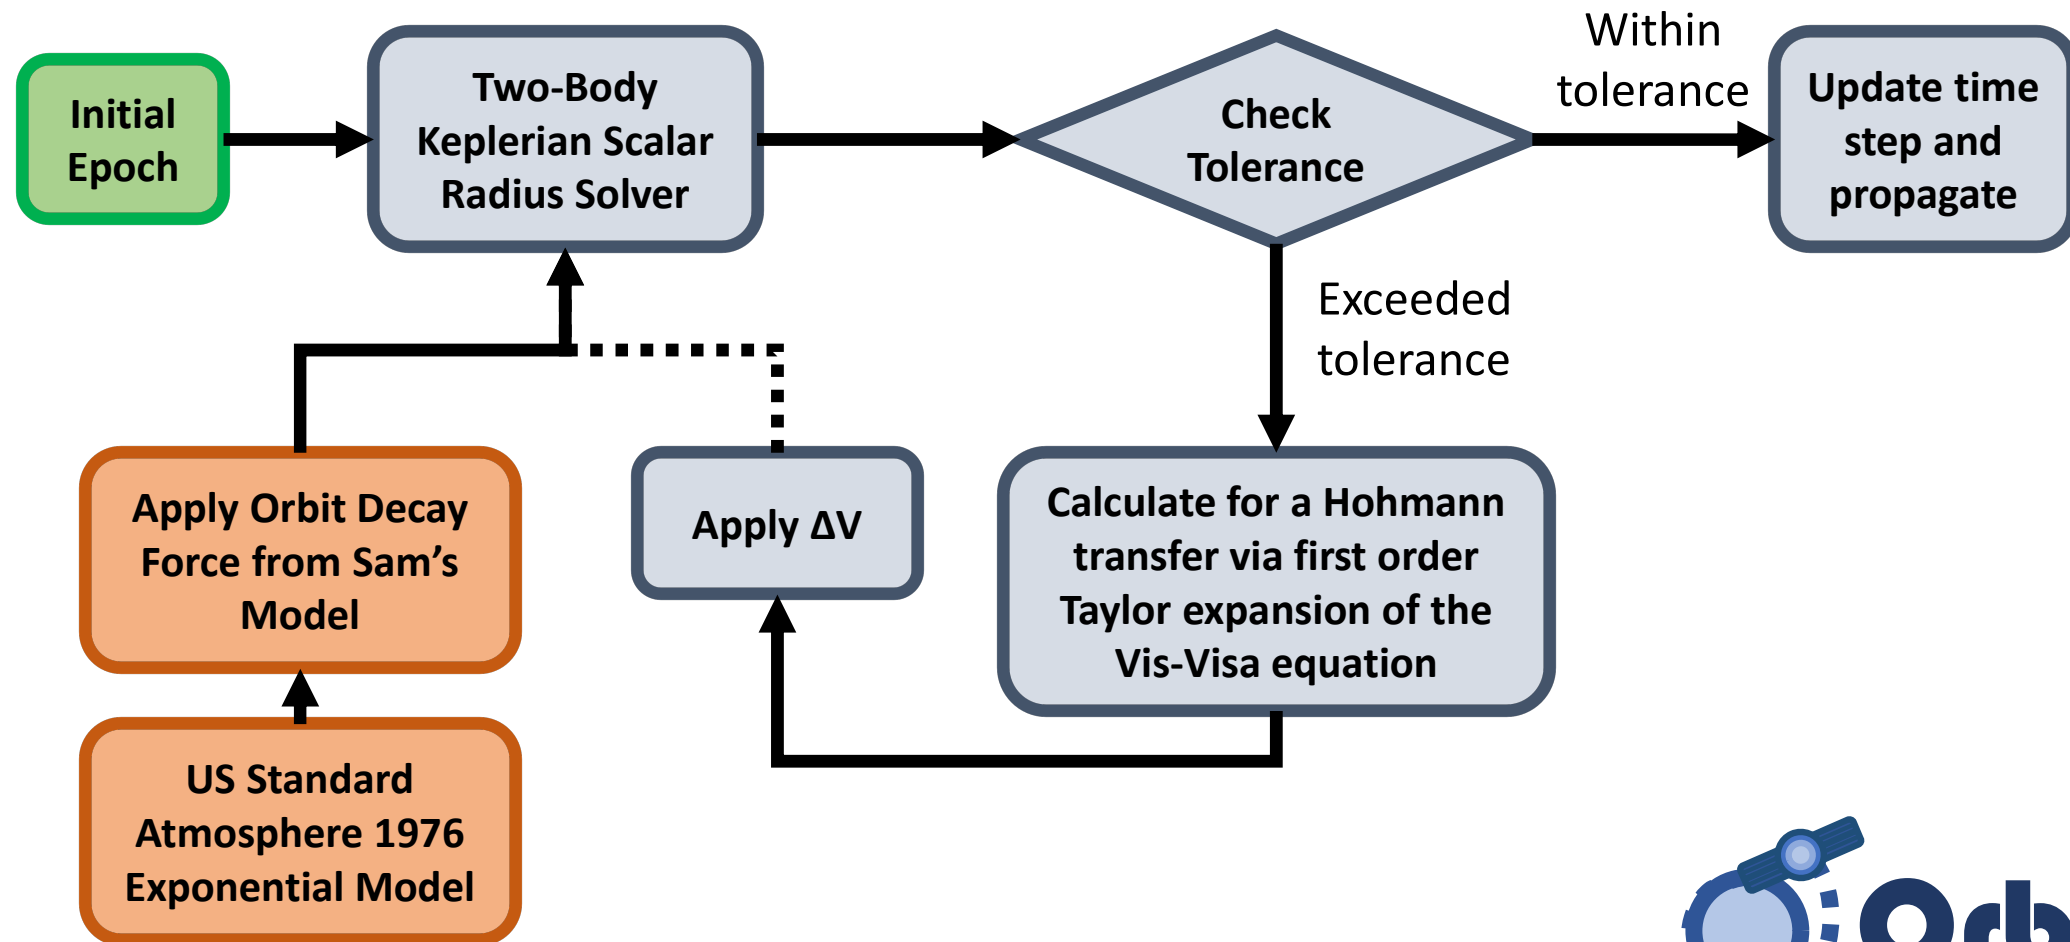 Initial
Epoch
Two-Body
Keplerian Scalar
Radius Solver
Check
Tolerance
Within
tolerance
Update time
step and
propagate
Exceeded
tolerance
Apply Orbit Decay
Force from Sam’s
Model
Apply ΔV
Calculate for a Hohmann
transfer via first order
Taylor expansion of the
Vis-Visa equation
US Standard
Atmosphere 1976
Exponential Model